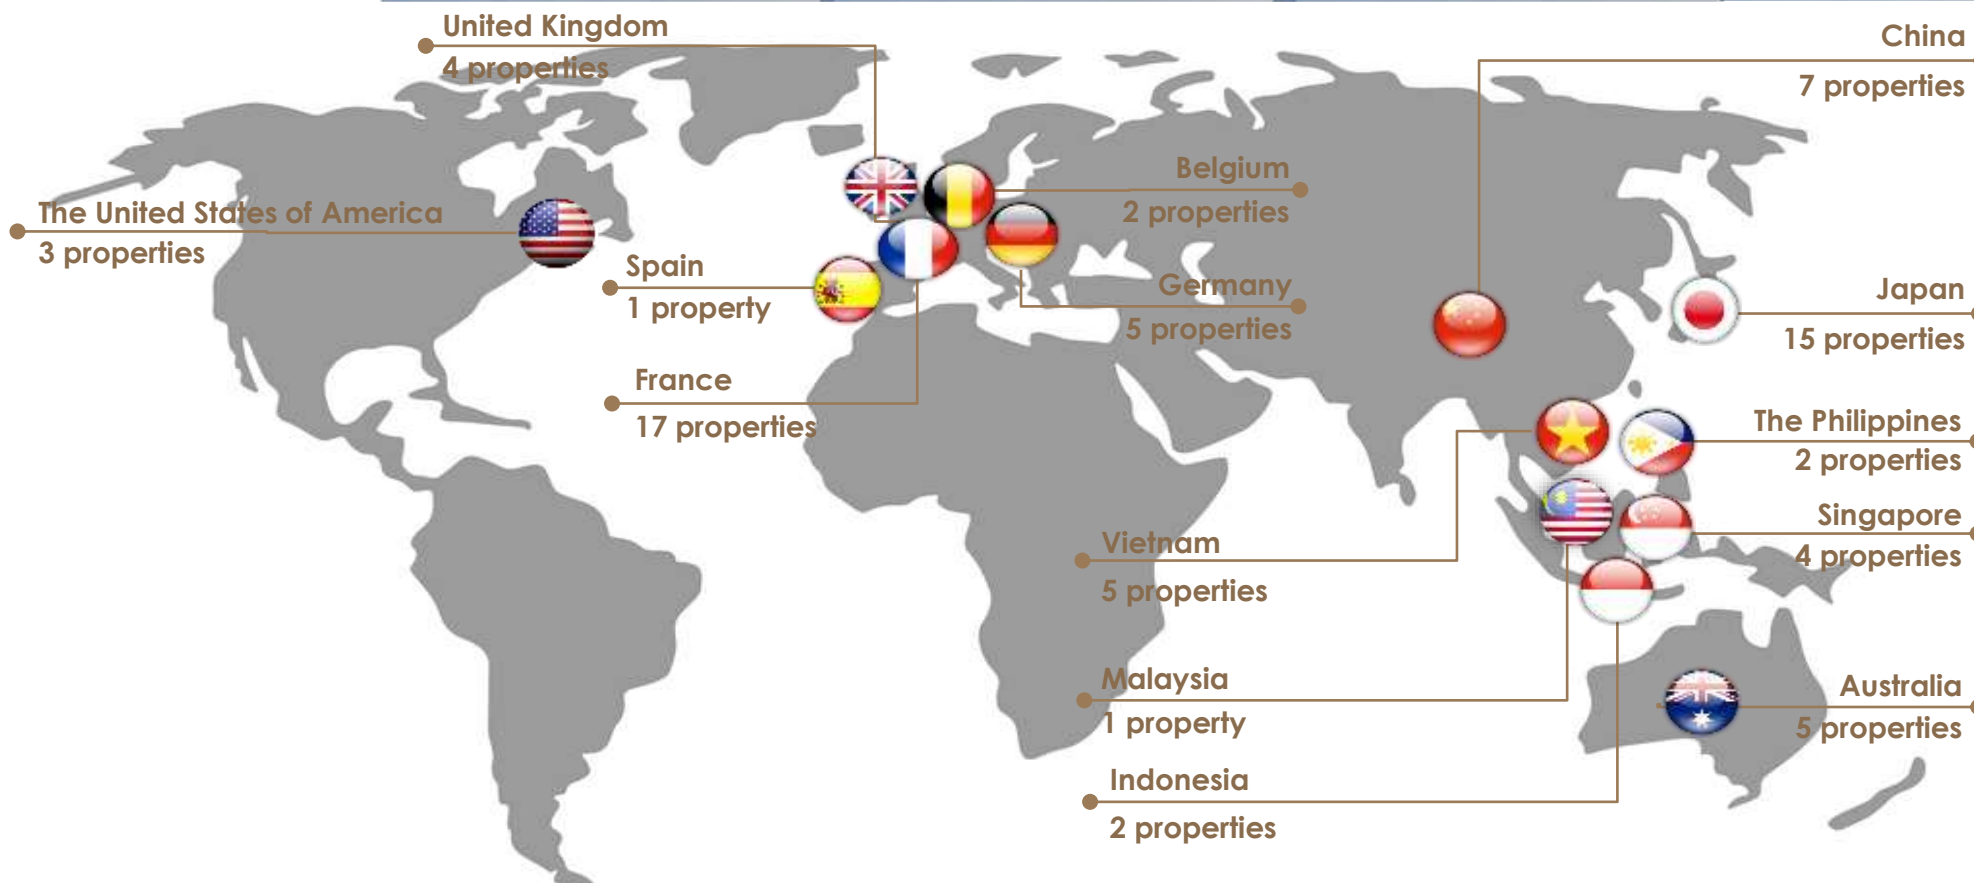 United Kingdom
4 properties
China
7 properties
Belgium
2 properties
The United States of America
3 properties
Spain
1 property
Germany
5 properties
Japan
15 properties
France
17 properties
The Philippines
2 properties
Singapore
4 properties
Vietnam
5 properties
Malaysia
1 property
Australia
5 properties
Indonesia
2 properties